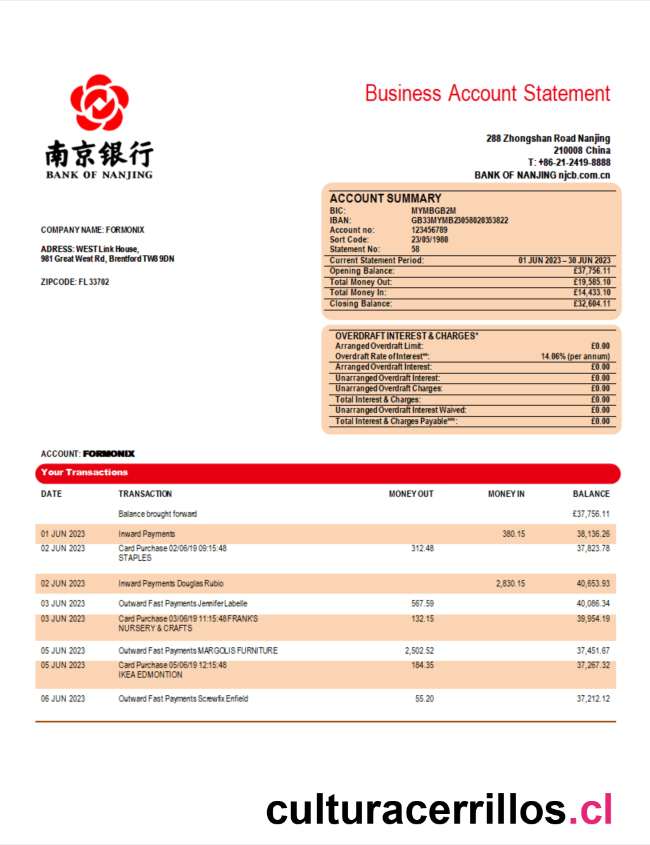 Business Account Statement
南京银行
BANK OF NANJING
288 Zhongshan Road Nanjing
210008 China
T: +86-21-2419-8888
BANK OF NANJING njcb.com.cn
COMPANY NAME: FORMONIX
ADRESS: WEST Link House,
981 Great West Rd, Brentford TW8 9DN
ZIPCODE: FL 33702
ACCOUNT SUMMARY
BIC: MYMBGB2M
IBAN: GB33MYMB23058020353822
Account no: 123456789
Sort Code: 23/05/1980
Statement No: 58
Current Statement Period: 01 JUN 2023 – 30 JUN 2023
Opening Balance: £37,756.11
Total Money Out: £19,585.10
Total Money In: £14,433.10
Closing Balance: £32,604.11
OVERDRAFT INTEREST & CHARGES*
Arranged Overdraft Limit: £0.00
Overdraft Rate of Interest**: 14.06% (per annum)
Arranged Overdraft Interest: £0.00
Unarranged Overdraft Interest: £0.00
Unarranged Overdraft Charges: £0.00
Total Interest & Charges: £0.00
Unarranged Overdraft Interest Waived: £0.00
Total Interest & Charges Payable***: £0.00
ACCOUNT: FORMONIX
Your Transactions
DATE TRANSACTION MONEY OUT MONEY IN BALANCE
Balance brought forward £37,756.11
01 JUN 2023 Inward Payments 380.15 38,136.26
02 JUN 2023 Card Purchase 02/06/19 09:15:48 312.48 37,823.78
STAPLES
02 JUN 2023 Inward Payments Douglas Rubio 2,830.15 40,653.93
03 JUN 2023 Outward Fast Payments Jennifer Labelle 567.59 40,086.34
03 JUN 2023 Card Purchase 03/06/19 11:15:48 FRANK'S 132.15 39,954.19
NURSERY & CRAFTS
05 JUN 2023 Outward Fast Payments MARGOLIS FURNITURE 2,502.52 37,451.67
05 JUN 2023 Card Purchase 05/06/19 12:15:48 184.35 37,267.32
IKEA EDMONTION
06 JUN 2023 Outward Fast Payments Screwfix Enfield 55.20 37,212.12
culturacerrillos.cl